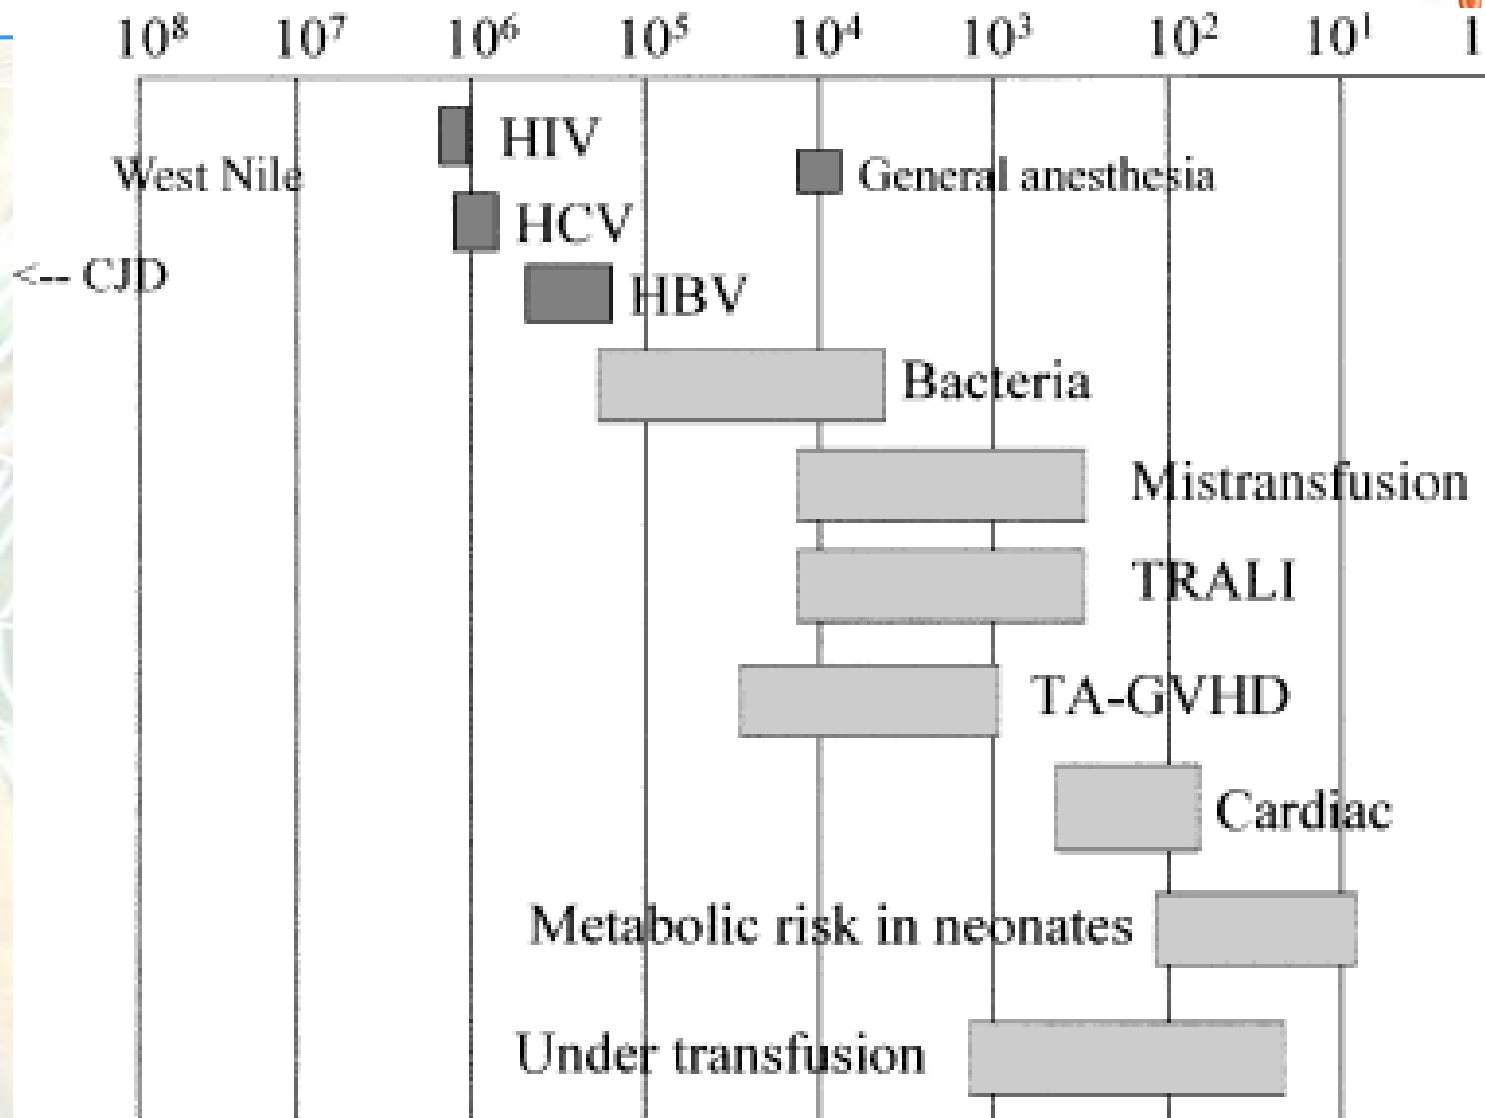 10⁸ 10⁷ 10⁶ 10⁵ 10⁴ 10³ 10² 10¹ 1
HIV
West Nile General anesthesia
HCV
<-- CJD
HBV
Bacteria
Mistransfusion
TRALI
TA-GVHD
Cardiac
Metabolic risk in neonates
Under transfusion